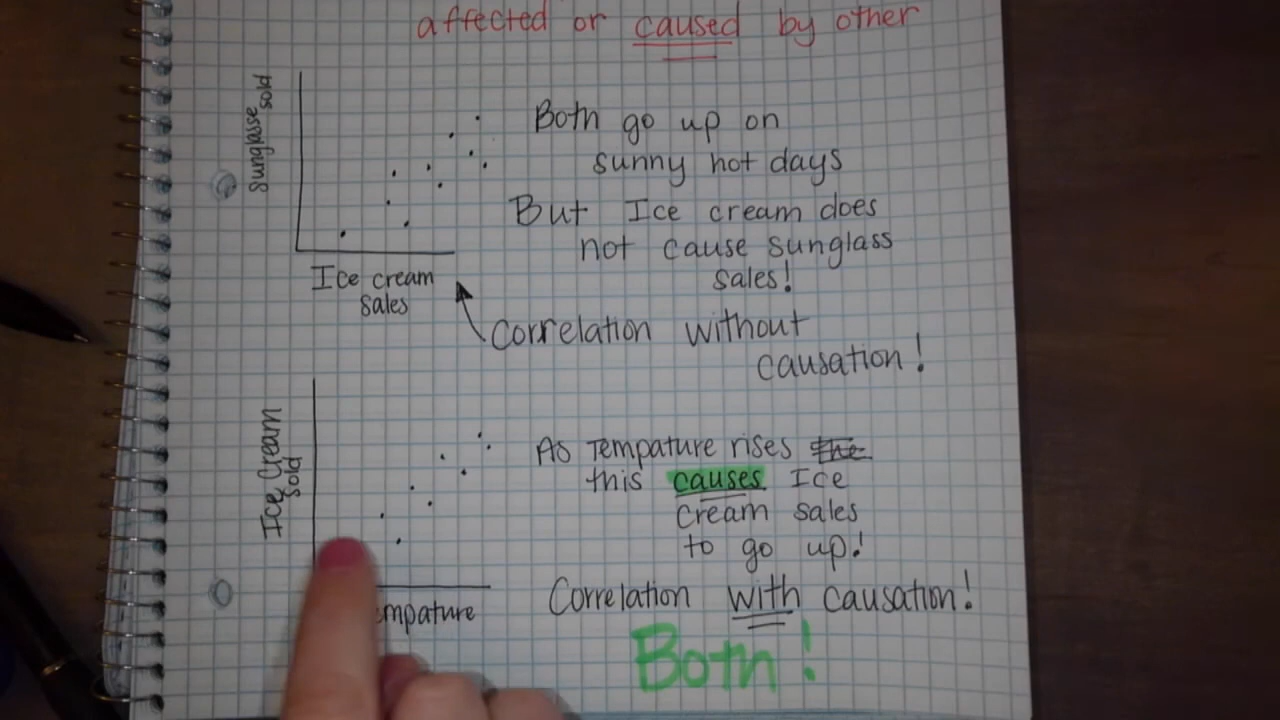 affected or caused by other
Sunglasse
sold
Both go up on
sunny hot days
But Ice cream does
not cause sunglass
sales!
Ice cream
sales
Correlation without
causation!
Ice Cream
sold
As Tempature rises the
this causes Ice
cream sales
to go up!
empature
Correlation with causation!
Both!